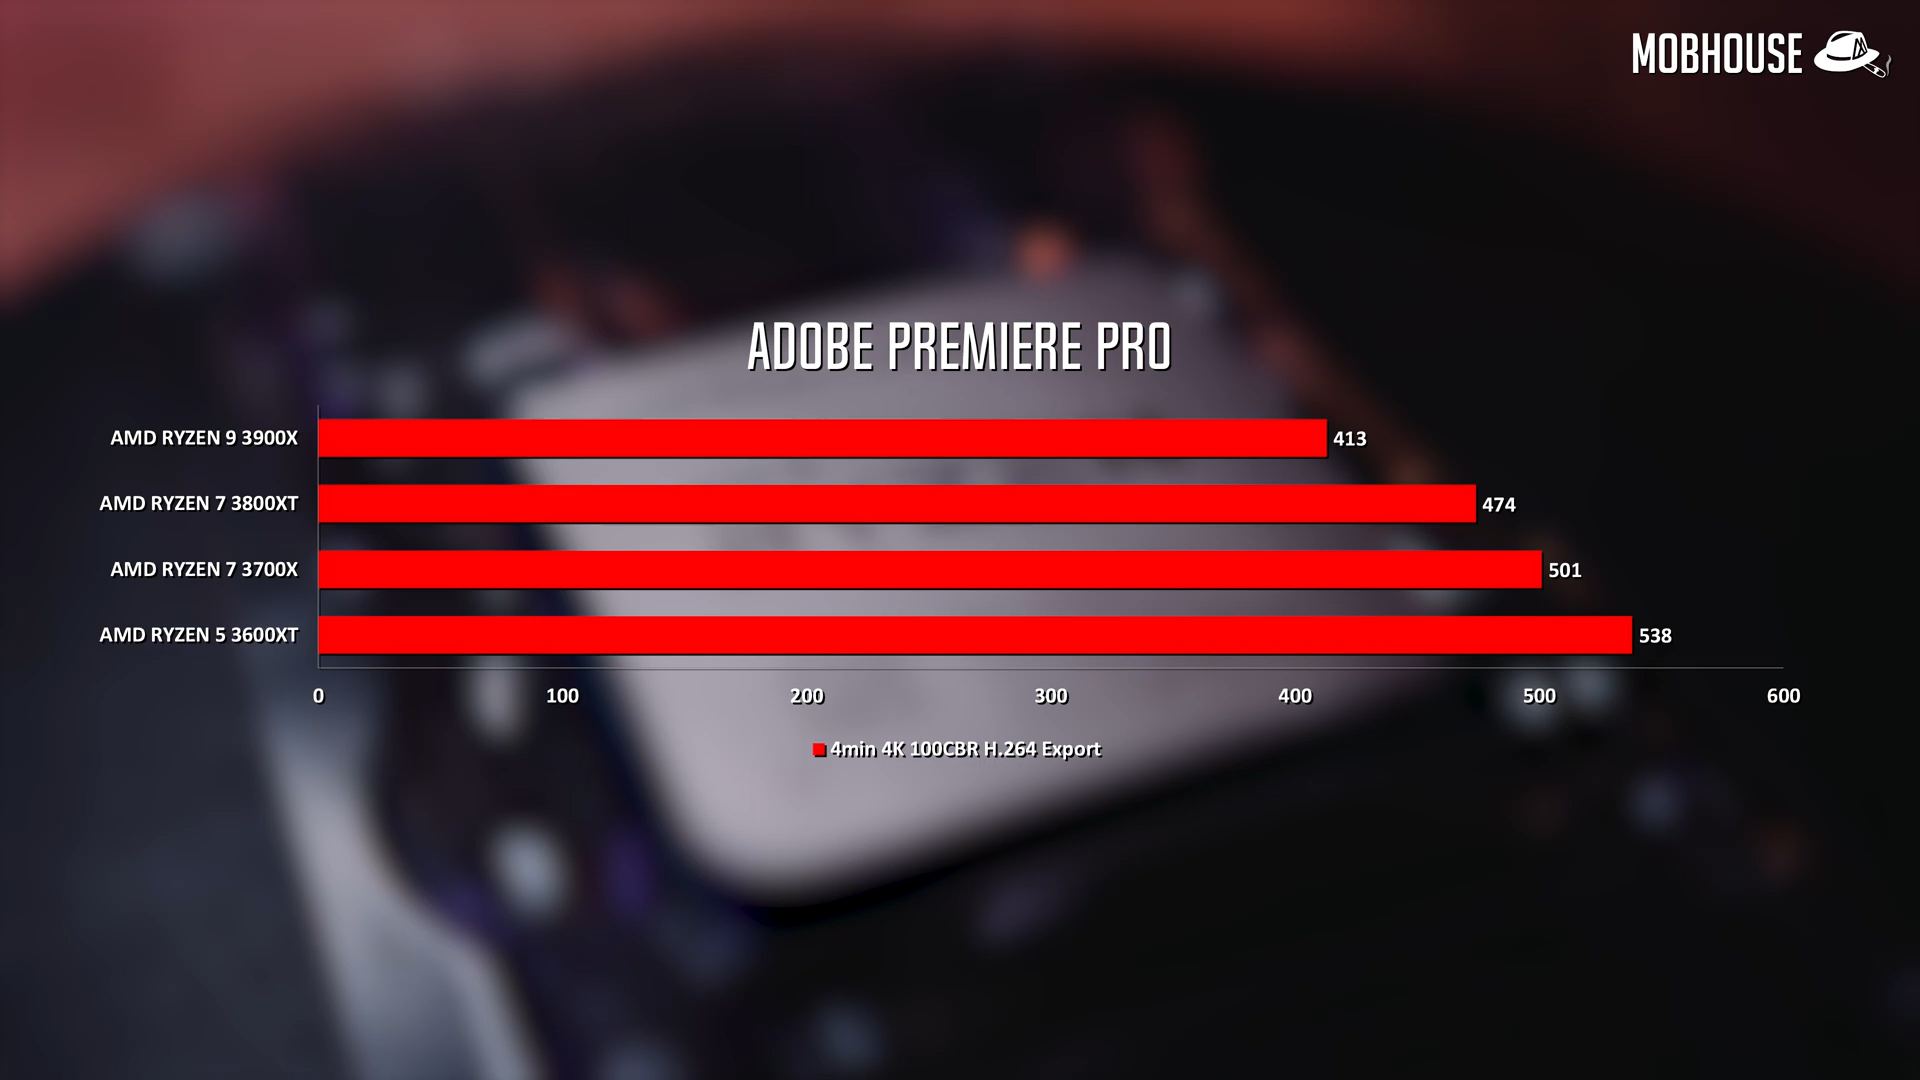 MOBHOUSE
ADOBE PREMIERE PRO
AMD RYZEN 9 3900X 413
AMD RYZEN 7 3800XT 474
AMD RYZEN 7 3700X 501
AMD RYZEN 5 3600XT 538
0 100 200 300 400 500 600
4min 4K 100CBR H.264 Export